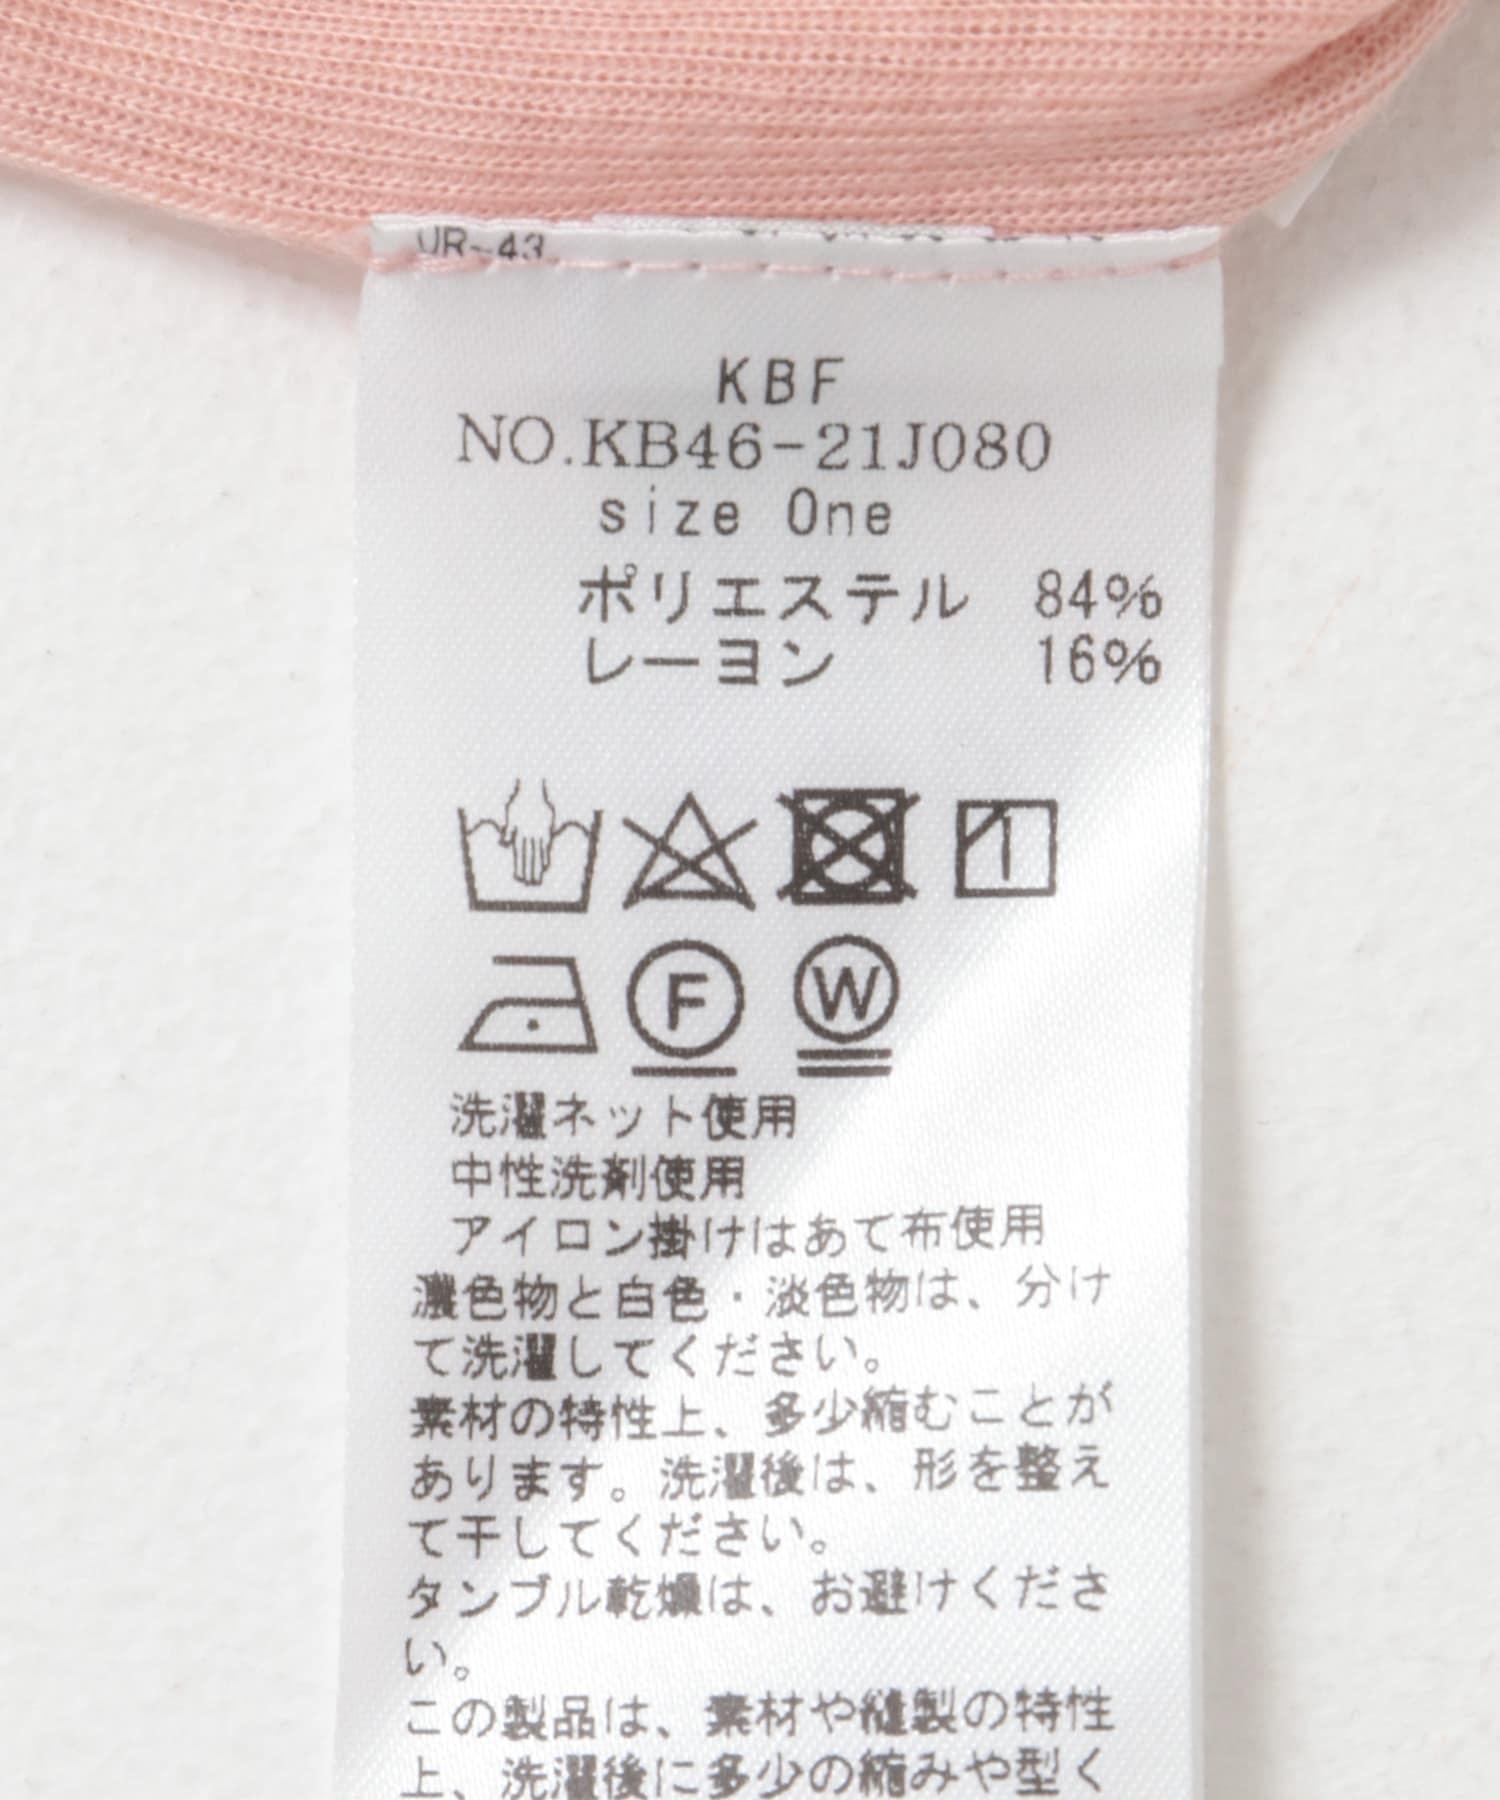 UR-43
KBF
NO.KB46-21J080
size One
ポリエステル 84%
レーヨン 16%
F
W
洗濯ネット使用
中性洗剤使用
アイロン掛けはあて布使用
濃色物と白色・淡色物は、分け
て洗濯してください。
素材の特性上、多少縮むことが
あります。洗濯後は、形を整え
て干してください。
タンブル乾燥は、お避けくださ
い。
この製品は、素材や縫製の特性
上、洗濯後に多少の縮みや型く